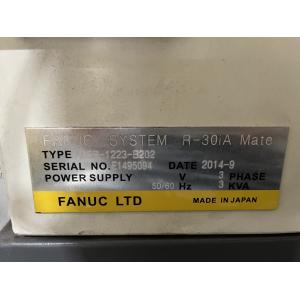 FANUC SYSTEM R-30iA Mate
TYPE -1223-B202
SERIAL NO. E1495094 DATE 2014-9
POWER SUPPLY V 3 PHASE
50/60 Hz 3 KVA
FANUC LTD MADE IN JAPAN